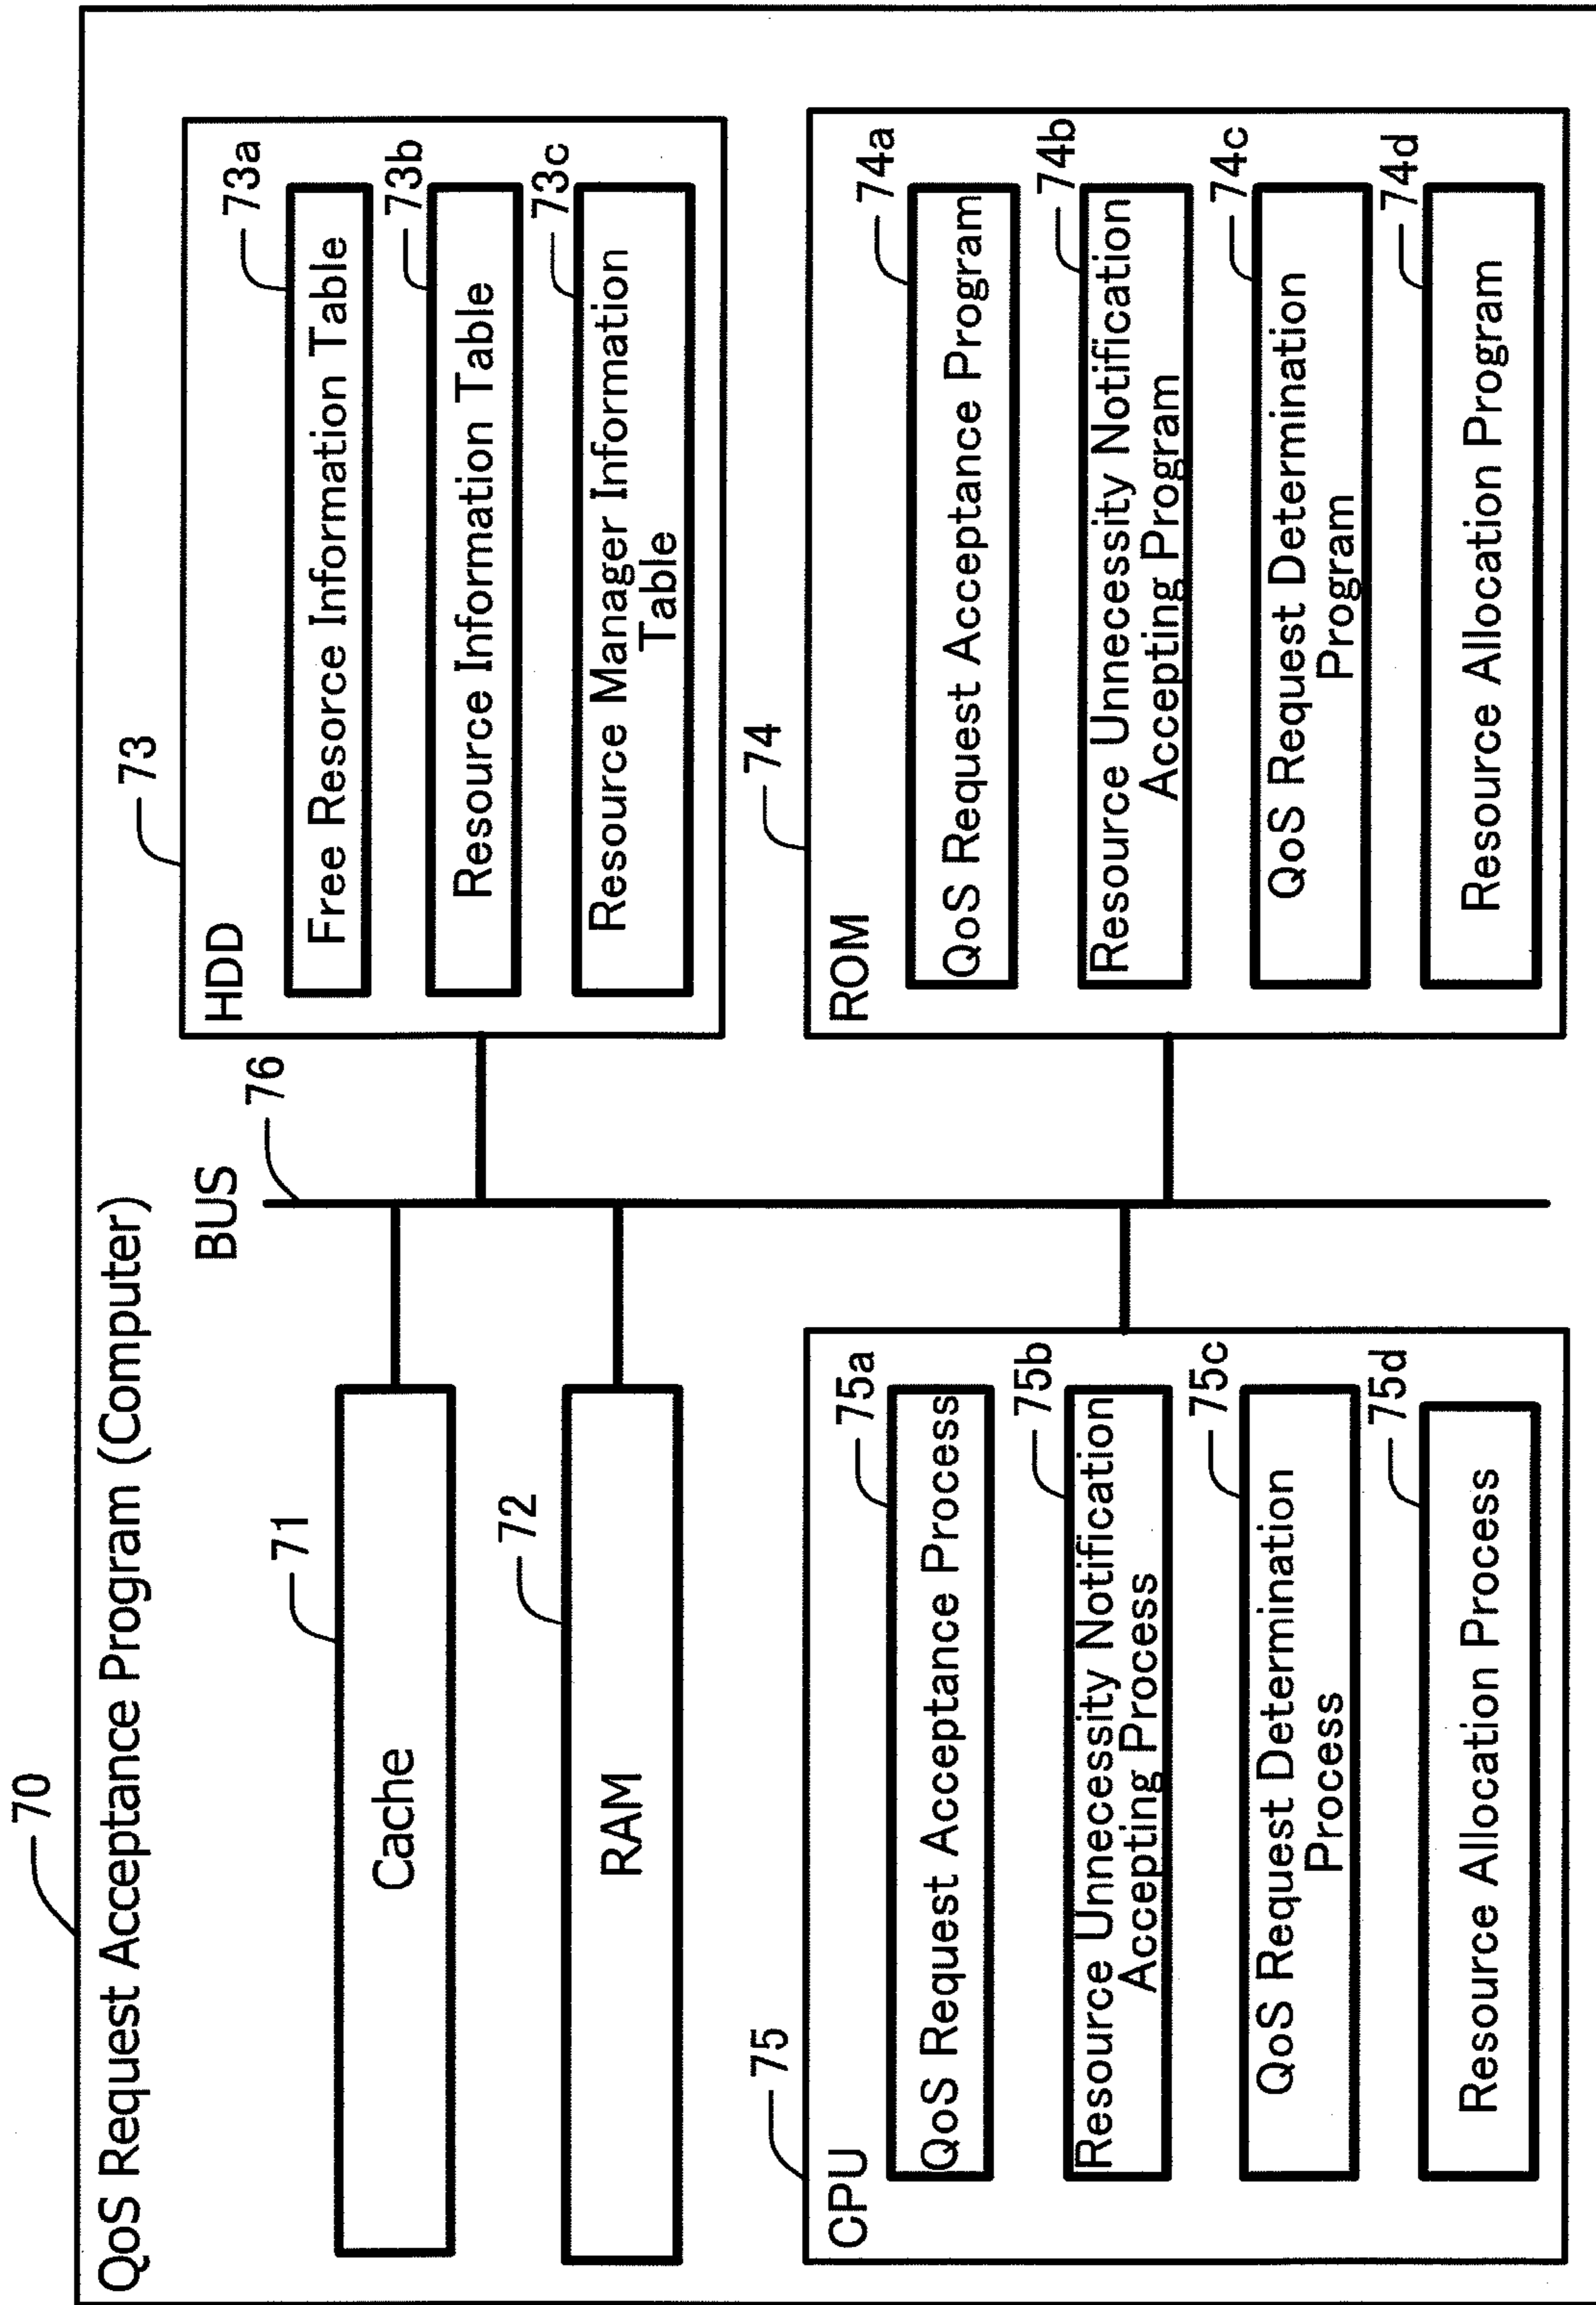 70
QoS Request Acceptance Program (Computer)
BUS
76
71
Cache
72
RAM
73
HDD
73a
Free Resorce Information Table
73b
Resource Information Table
73c
Resource Manager Information
Table
75
CPU
75a
QoS Request Acceptance Process
75b
Resource Unnecessity Notification
Accepting Process
75c
QoS Request Determination
Process
75d
Resource Allocation Process
74
ROM
74a
QoS Request Acceptance Program
74b
Resource Unnecessity Notification
Accepting Program
74c
QoS Request Determination
Program
74d
Resource Allocation Program